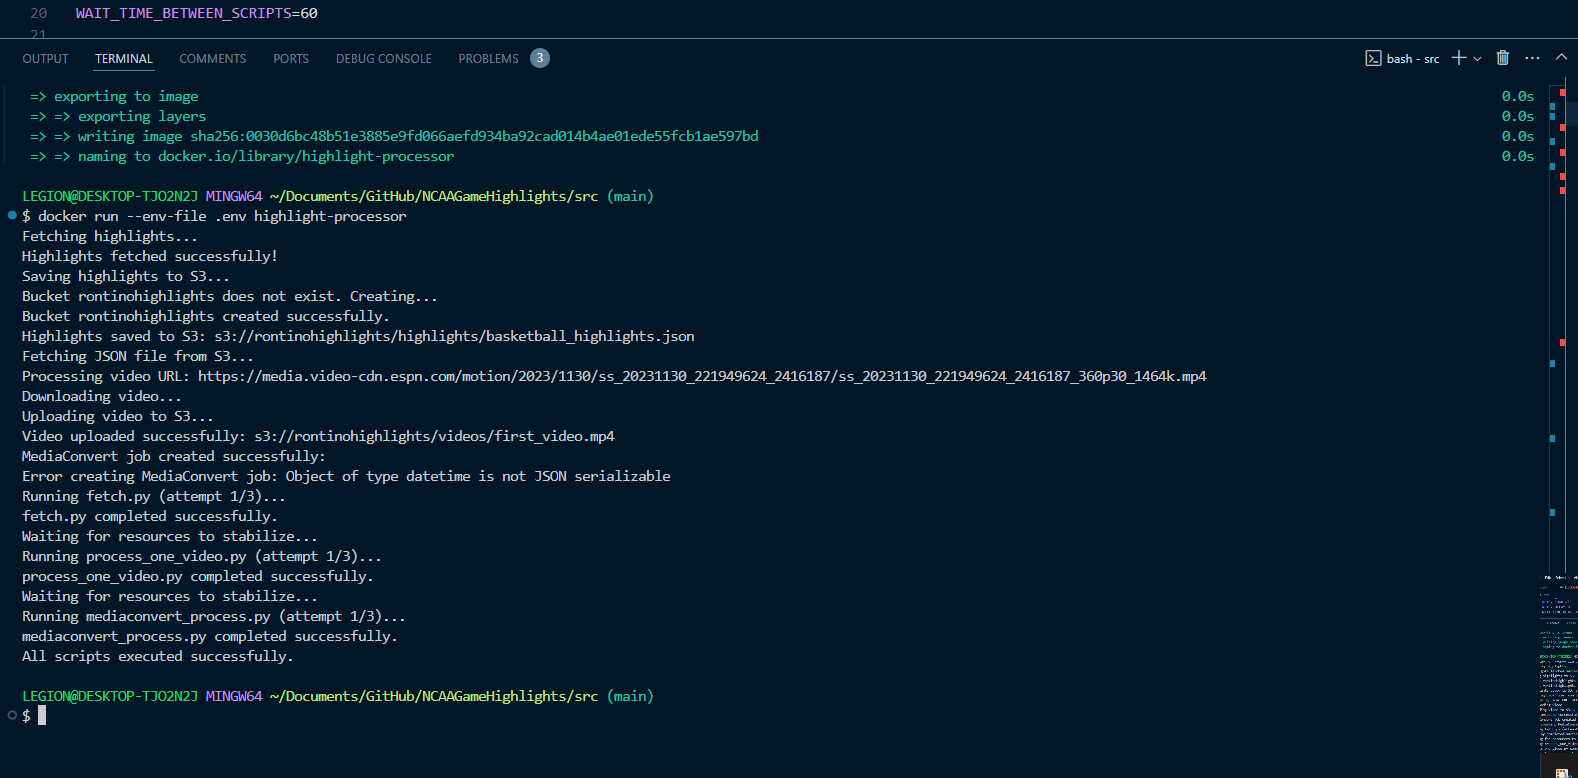 20 WAIT_TIME_BETWEEN_SCRIPTS=60
21
OUTPUT TERMINAL COMMENTS PORTS DEBUG CONSOLE PROBLEMS 3 bash - src
=> exporting to image 0.0s
=> => exporting layers 0.0s
=> => writing image sha256:0030d6bc48b51e3885e9fd066aefd934ba92cad014b4ae01ede55fcb1ae597bd 0.0s
=> => naming to docker.io/library/highlight-processor 0.0s
LEGION@DESKTOP-TJO2N2J MINGW64 ~/Documents/GitHub/NCAAGameHighlights/src (main)
$ docker run --env-file .env highlight-processor
Fetching highlights...
Highlights fetched successfully!
Saving highlights to S3...
Bucket rontinohighlights does not exist. Creating...
Bucket rontinohighlights created successfully.
Highlights saved to S3: s3://rontinohighlights/highlights/basketball_highlights.json
Fetching JSON file from S3...
Processing video URL: https://media.video-cdn.espn.com/motion/2023/1130/ss_20231130_221949624_2416187/ss_20231130_221949624_2416187_360p30_1464k.mp4
Downloading video...
Uploading video to S3...
Video uploaded successfully: s3://rontinohighlights/videos/first_video.mp4
MediaConvert job created successfully:
Error creating MediaConvert job: Object of type datetime is not JSON serializable
Running fetch.py (attempt 1/3)...
fetch.py completed successfully.
Waiting for resources to stabilize...
Running process_one_video.py (attempt 1/3)...
process_one_video.py completed successfully.
Waiting for resources to stabilize...
Running mediaconvert_process.py (attempt 1/3)...
mediaconvert_process.py completed successfully.
All scripts executed successfully.
LEGION@DESKTOP-TJO2N2J MINGW64 ~/Documents/GitHub/NCAAGameHighlights/src (main)
$